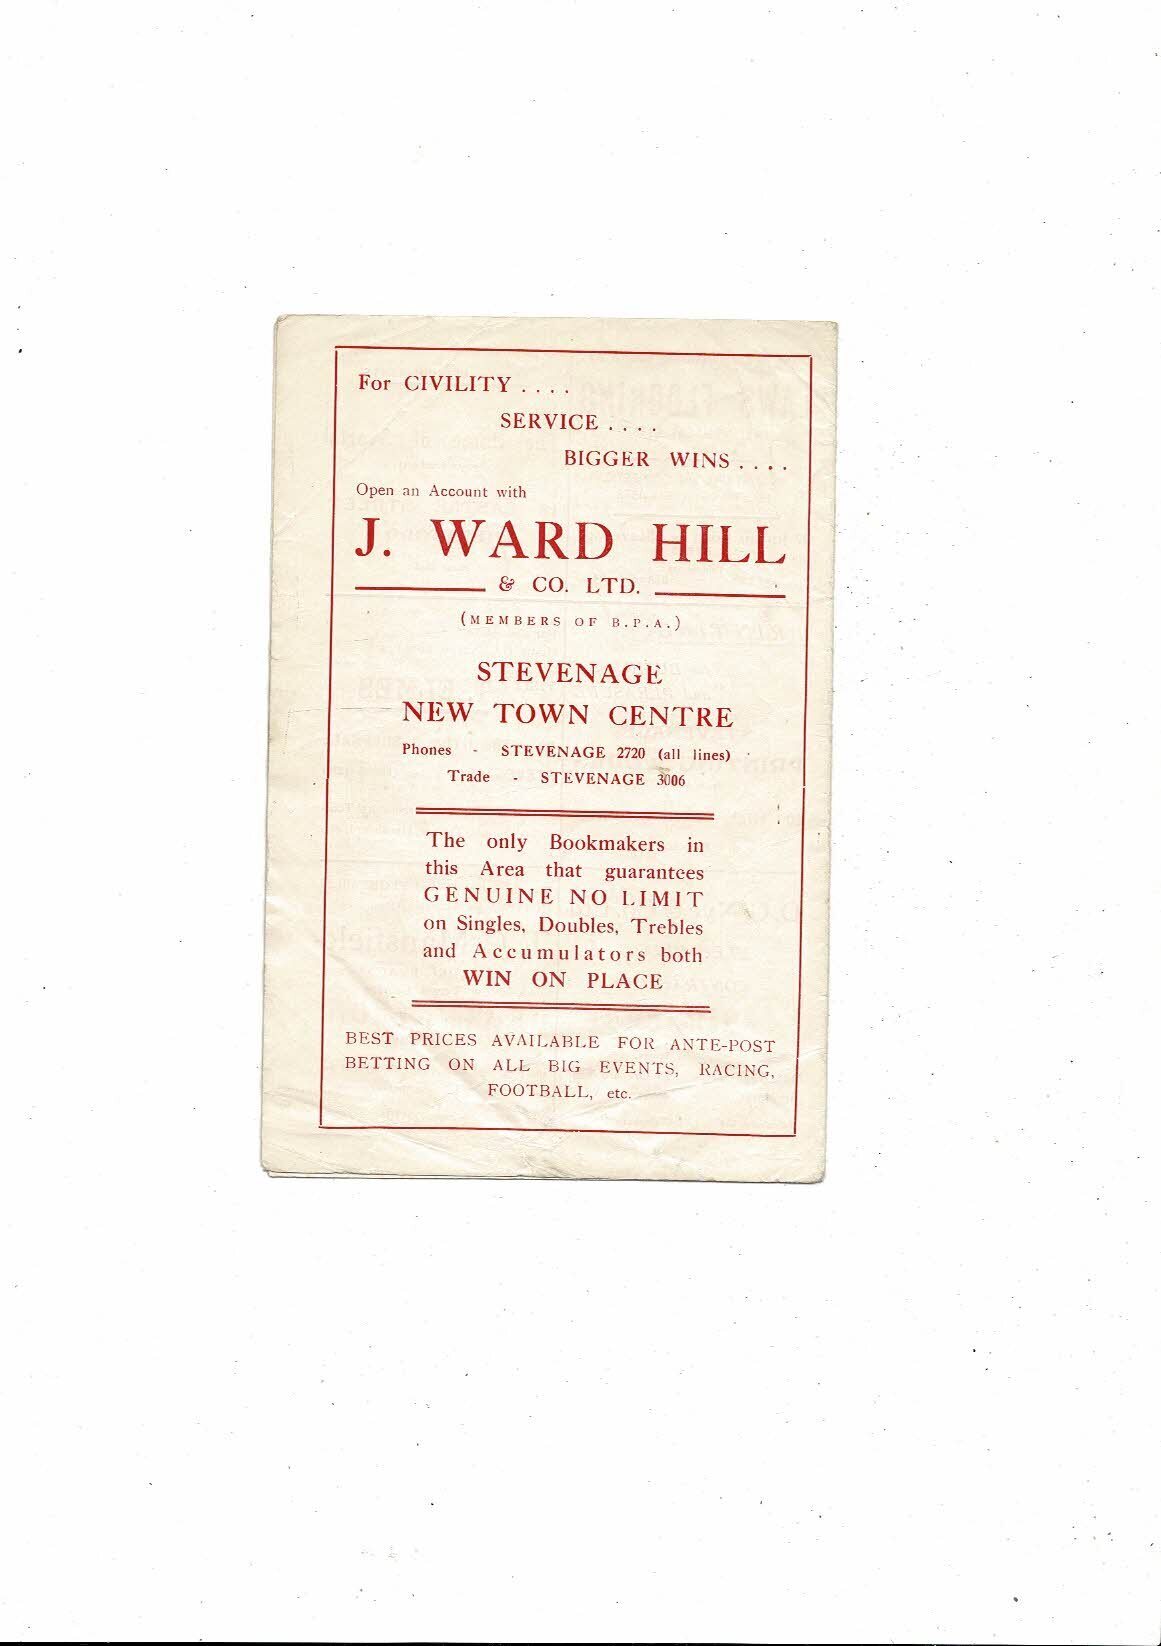 For CIVILITY . . . .
SERVICE . . . .
BIGGER WINS . . . .
Open an Account with
J. WARD HILL
& CO. LTD.
(MEMBERS OF B.P.A.)
STEVENAGE
NEW TOWN CENTRE
Phones - STEVENAGE 2720 (all lines)
Trade - STEVENAGE 3006
The only Bookmakers in
this Area that guarantees
GENUINE NO LIMIT
on Singles, Doubles, Trebles
and Accumulators both
WIN ON PLACE
BEST PRICES AVAILABLE FOR ANTE-POST
BETTING ON ALL BIG EVENTS, RACING,
FOOTBALL, etc.